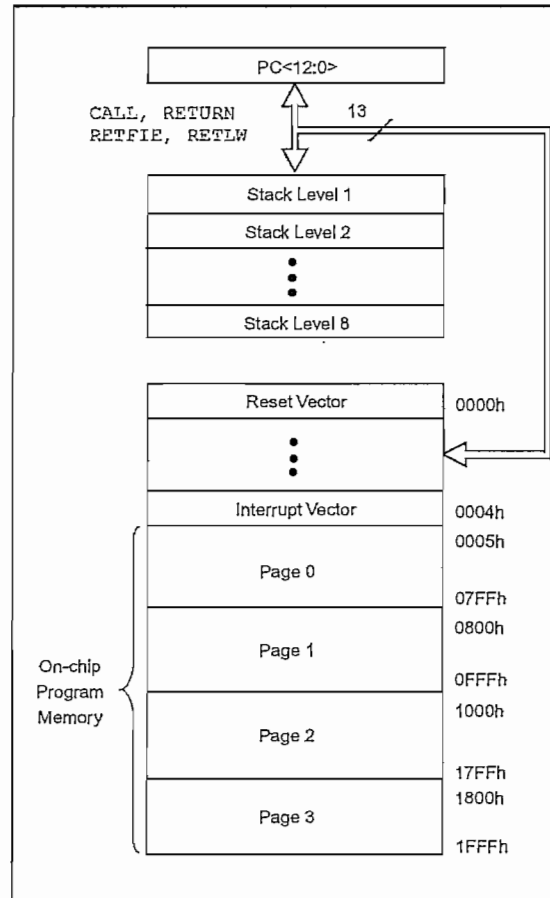 PC<12:0>
CALL, RETURN
RETFIE, RETLW
13
Stack Level 1
Stack Level 2
Stack Level 8
Reset Vector
0000h
Interrupt Vector
0004h
0005h
Page 0
07FFh
0800h
Page 1
0FFFh
On-chip
Program
Memory
1000h
Page 2
17FFh
1800h
Page 3
1FFFh